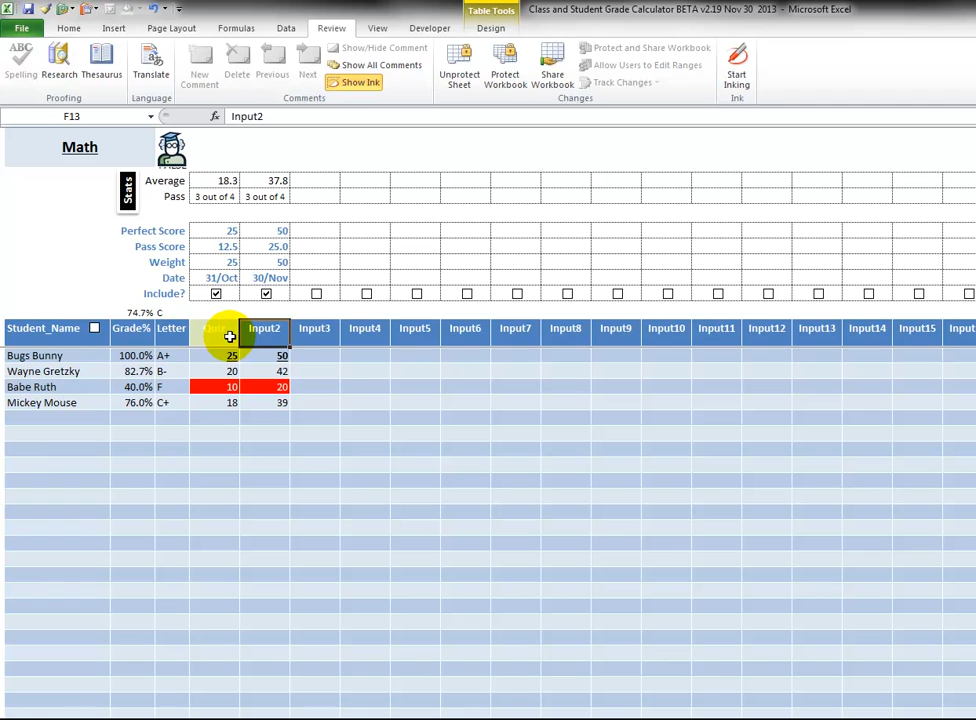 Table Tools
Class and Student Grade Calculator BETA v2.19 Nov 30 2013 - Microsoft Excel
File Home Insert Page Layout Formulas Data Review View Developer Design
ABC
Spelling Research Thesaurus
Proofing
Translate
Language
New Comment Delete Previous Next
Show/Hide Comment
Show All Comments
Show Ink
Comments
Unprotect Sheet Protect Workbook Share Workbook
Protect and Share Workbook
Allow Users to Edit Ranges
Track Changes
Changes
Start Inking
Ink
F13 fx Input2
Math
FALSE
Stats
Average 18.3 37.8
Pass 3 out of 4 3 out of 4
Perfect Score 25 50
Pass Score 12.5 25.0
Weight 25 50
Date 31/Oct 30/Nov
Include?
74.7% C
Student_Name Grade% Letter Input2 Input3 Input4 Input5 Input6 Input7 Input8 Input9 Input10 Input11 Input12 Input13 Input14 Input15
Bugs Bunny 100.0% A+ 25 50
Wayne Gretzky 82.7% B- 20 42
Babe Ruth 40.0% F 10 20
Mickey Mouse 76.0% C+ 18 39